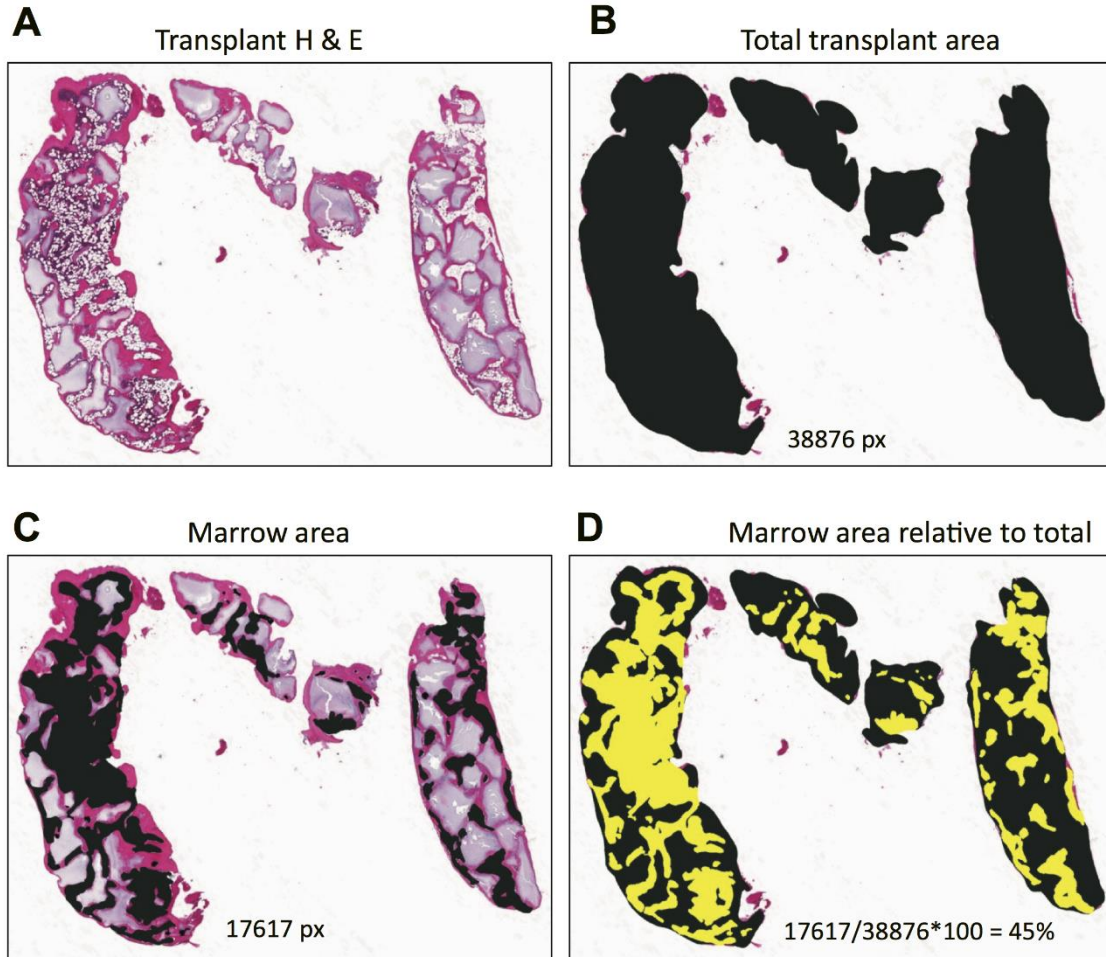 A
Transplant H & E
B
Total transplant area
38876 px
C
Marrow area
17617 px
D
Marrow area relative to total
17617/38876*100 = 45%